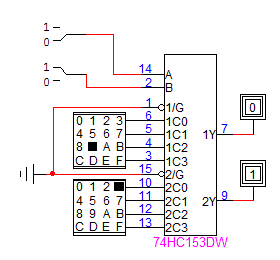 1
0
14 A
1
0
2 B
1 1/G
0 1 2 3
4 5 6 7
8 A B
C D E F
6 1C0
5 1C1
4 1C2
3 1C3
1Y 7
0
15 2/G
0 1 2
4 5 6 7
8 9 A B
C D E F
10 2C0
11 2C1
12 2C2
13 2C3
2Y 9
1
74HC153DW